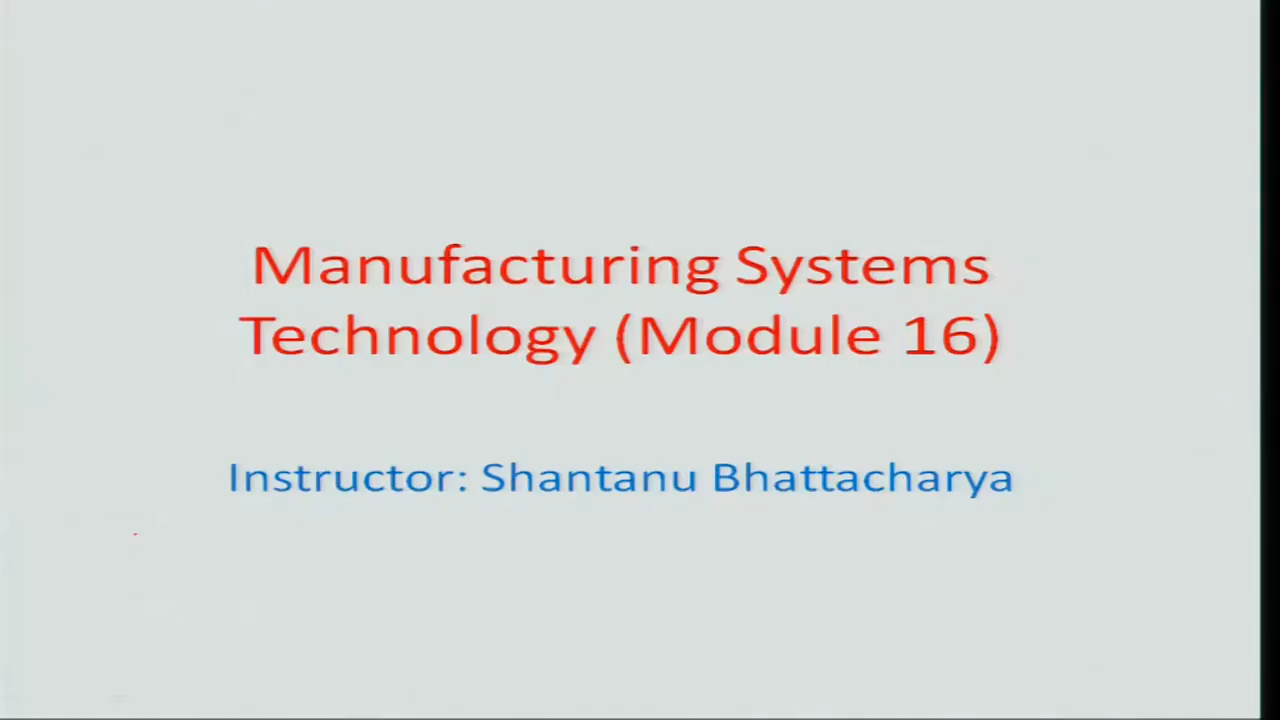 Manufacturing Systems
Technology (Module 16)
Instructor: Shantanu Bhattacharya